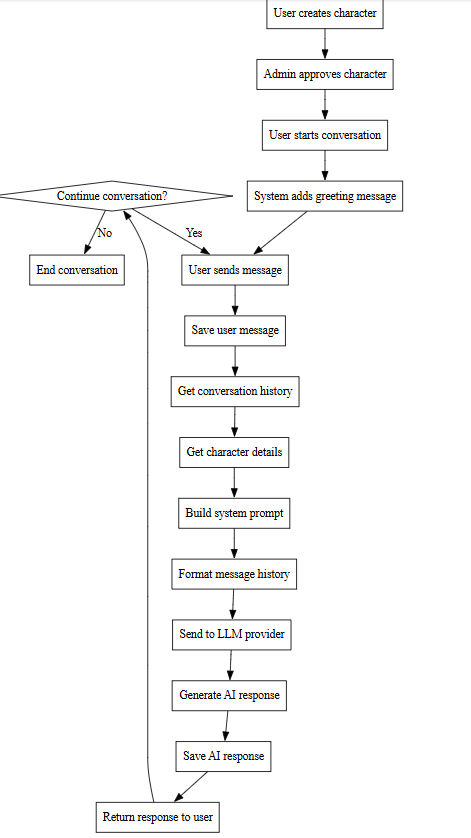 User creates character
Admin approves character
User starts conversation
System adds greeting message
Continue conversation?
No
Yes
End conversation
User sends message
Save user message
Get conversation history
Get character details
Build system prompt
Format message history
Send to LLM provider
Generate AI response
Save AI response
Return response to user